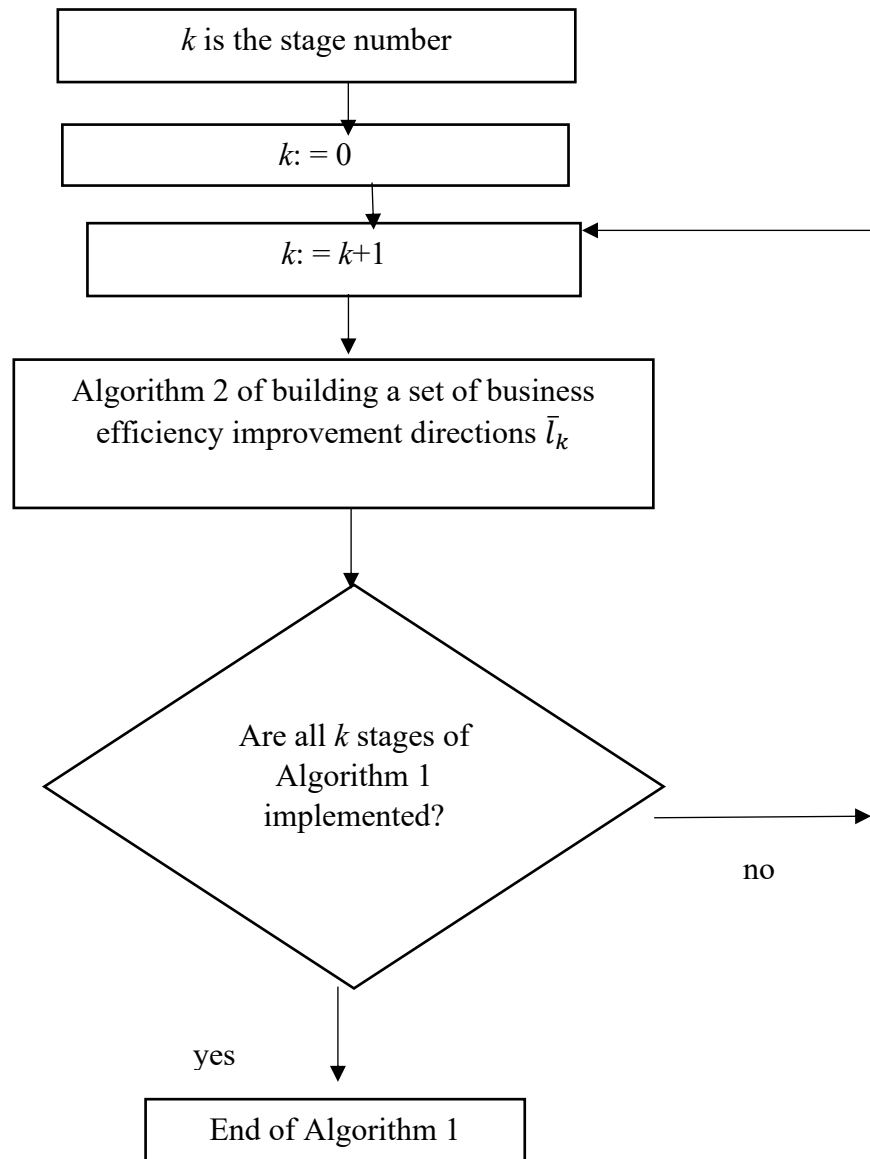 k is the stage number
k: = 0
k: = k+1
Algorithm 2 of building a set of business
efficiency improvement directions l̄ₖ
Are all k stages of
Algorithm 1
implemented?
no
yes
End of Algorithm 1